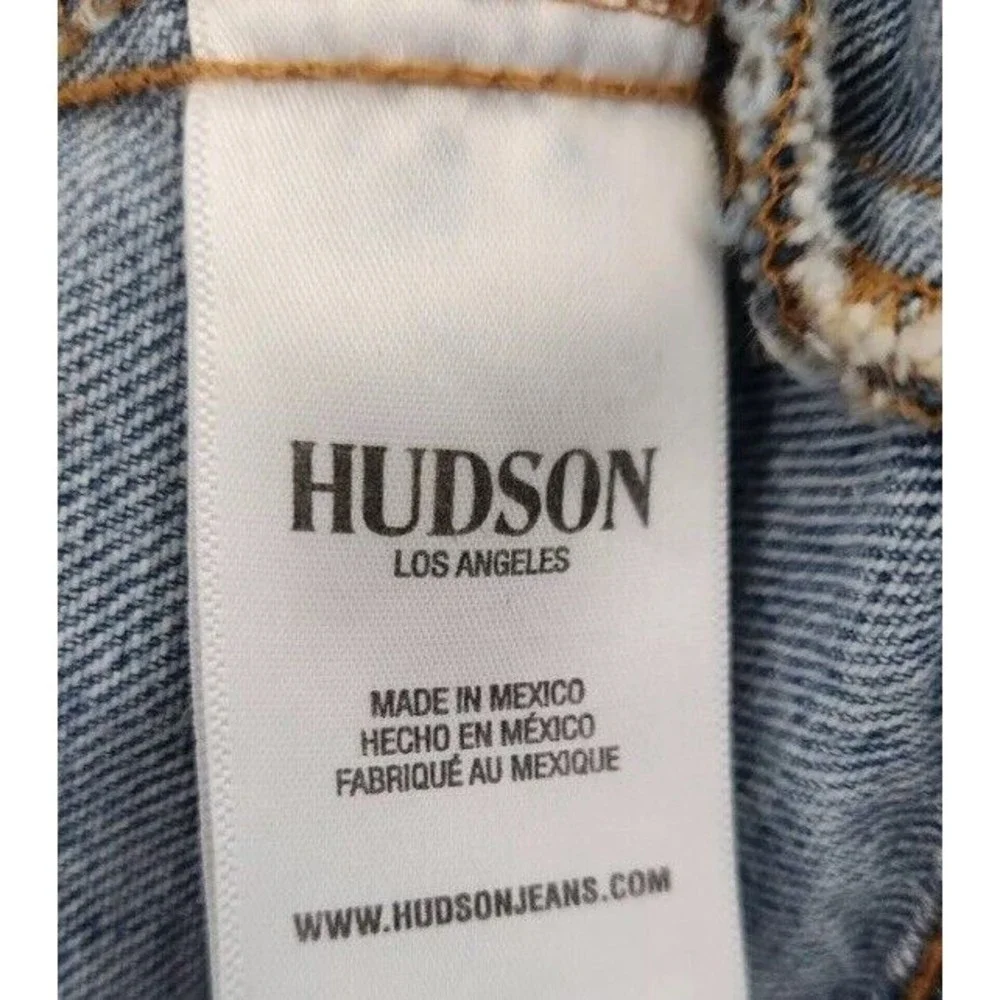 HUDSON
LOS ANGELES
MADE IN MEXICO
HECHO EN MÉXICO
FABRIQUÉ AU MEXIQUE
WWW.HUDSONJEANS.COM